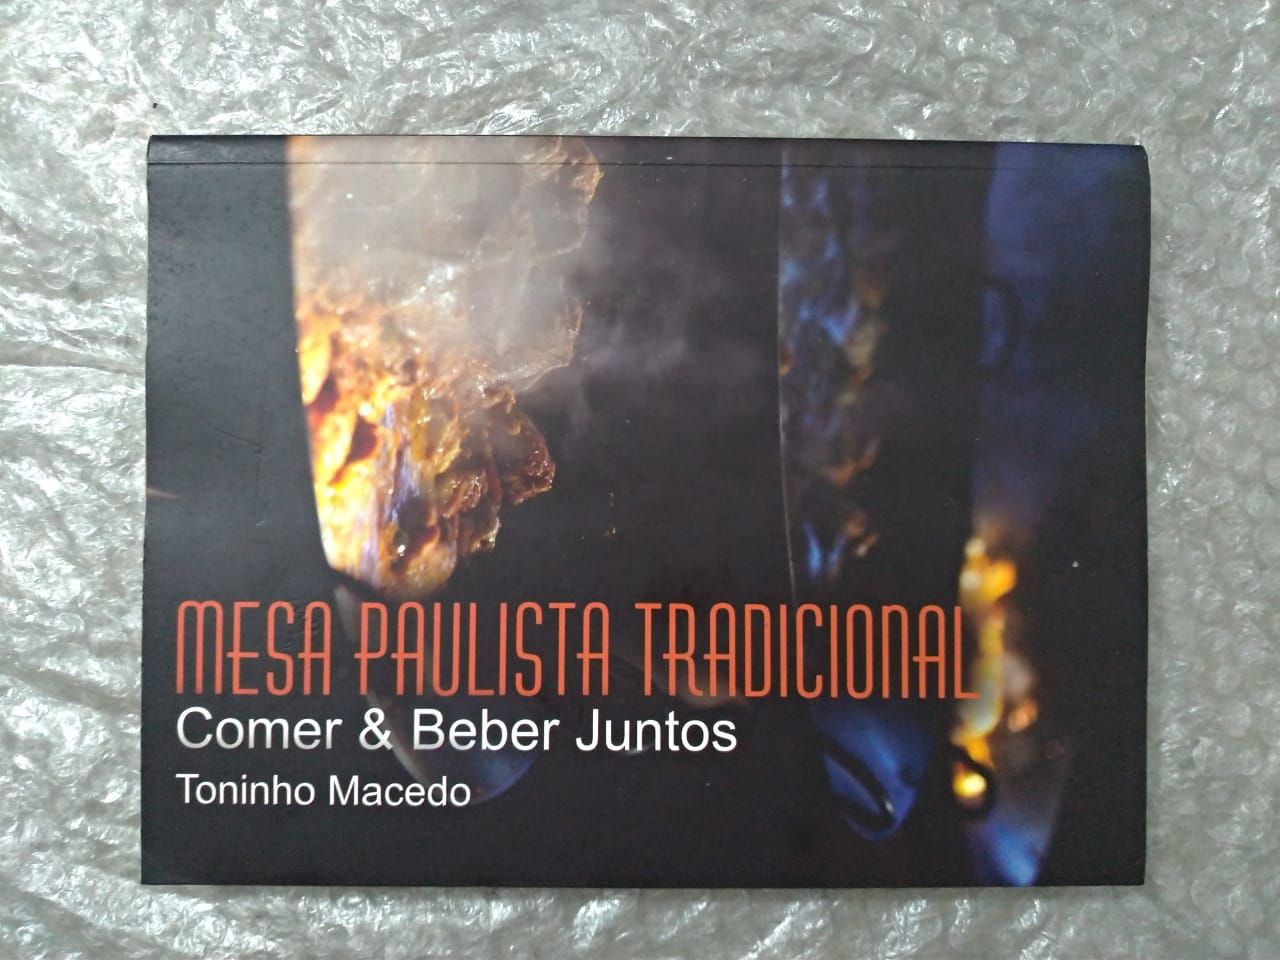 MESA PAULISTA TRADICIONAL
Comer & Beber Juntos
Toninho Macedo